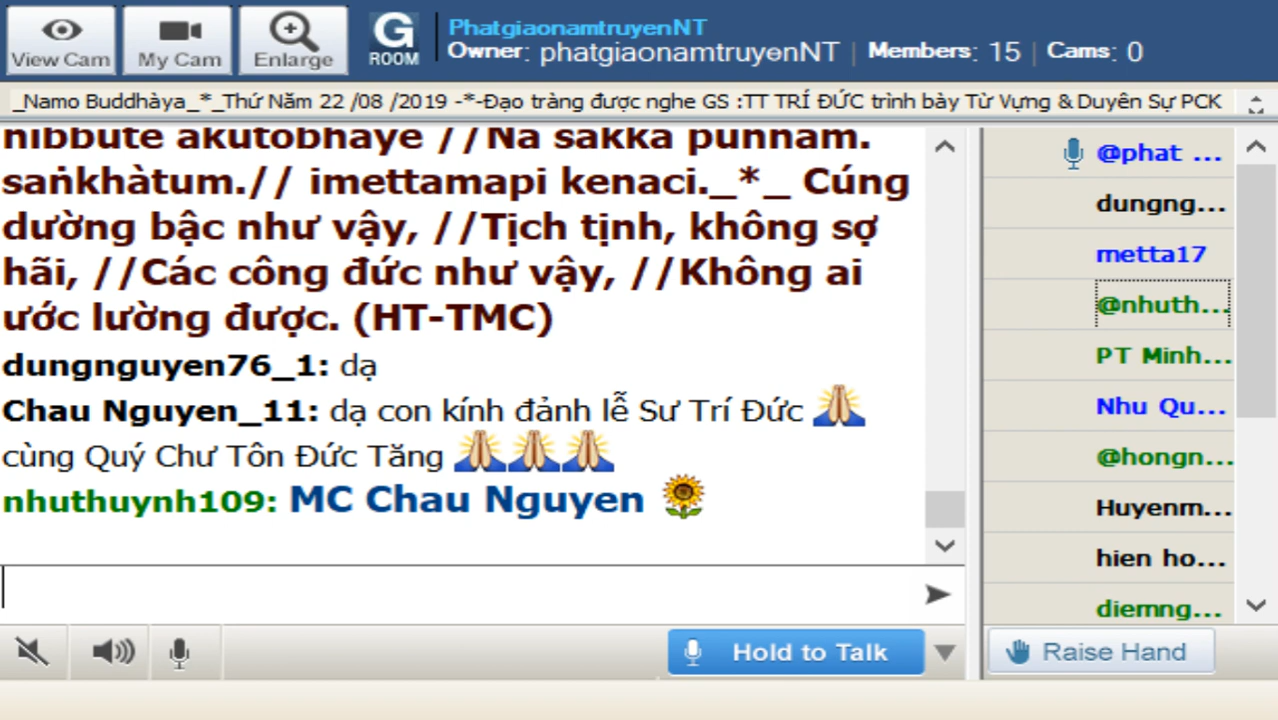 View Cam
My Cam
Enlarge
G
ROOM
PhatgiaonamtruyenNT
Owner: phatgiaonamtruyenNT | Members: 15 | Cams: 0
_Namo Buddhàya_*_Thứ Năm 22 /08 /2019 -*-Đạo tràng được nghe GS :TT TRÍ ĐỨC trình bày Từ Vựng & Duyên Sự PCK
nibbute akutobhaye //Na sakka puññam.
saṅkhàtum.// imettamapi kenaci._*_ Cúng
dường bậc như vậy, //Tịch tịnh, không sợ
hãi, //Các công đức như vậy, //Không ai
ước lường được. (HT-TMC)
dungnguyen76_1: dạ
Chau Nguyen_11: dạ con kính đảnh lễ Sư Trí Đức
cùng Quý Chư Tôn Đức Tăng
nhuthuynh109: MC Chau Nguyen
@phat ...
dungng...
metta17
@nhuth...
PT Minh...
Nhu Qu...
@hongn...
Huyenm...
hien ho...
diemng...
Hold to Talk
Raise Hand